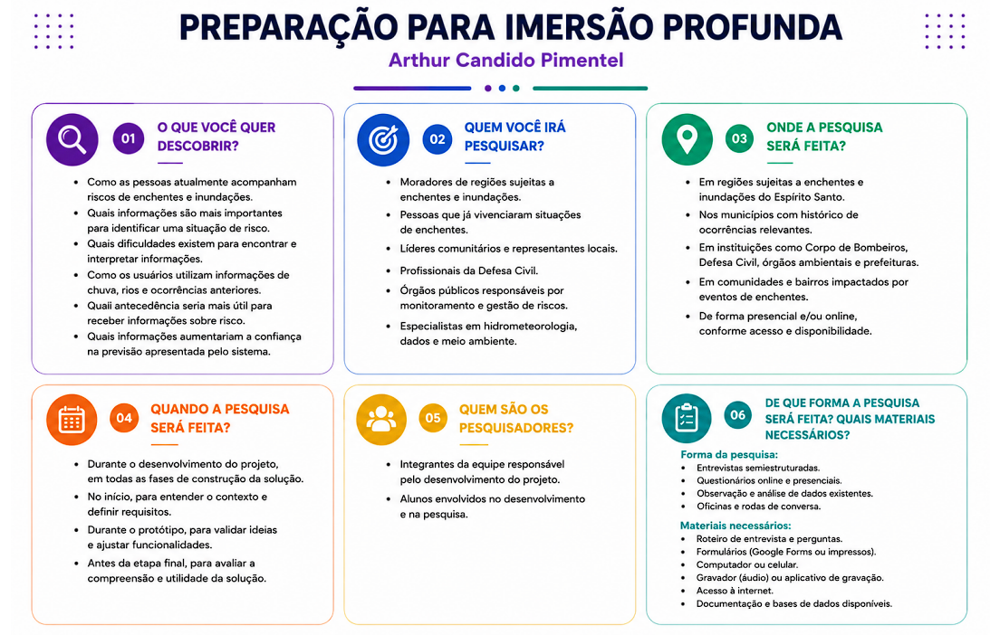 PREPARAÇÃO PARA IMERSÃO PROFUNDA
Arthur Candido Pimentel
01
O QUE VOCÊ QUER
DESCOBRIR?
• Como as pessoas atualmente acompanham
riscos de enchentes e inundações.
• Quais informações são mais importantes
para identificar uma situação de risco.
• Quais dificuldades existem para encontrar e
interpretar informações.
• Como os usuários utilizam informações de
chuva, rios e ocorrências anteriores.
• Quaii antecedência seria mais útil para
receber informações sobre risco.
• Quais informações aumentariam a confiança
na previsão apresentada pelo sistema.
02
QUEM VOCÊ IRÁ
PESQUISAR?
• Moradores de regiões sujeitas a
enchentes e inundações.
• Pessoas que já vivenciaram situações
de enchentes.
• Líderes comunitários e representantes locais.
• Profissionais da Defesa Civil.
• Órgãos públicos responsáveis por
monitoramento e gestão de riscos.
• Especialistas em hidrometeorologia,
dados e meio ambiente.
03
ONDE A PESQUISA
SERÁ FEITA?
• Em regiões sujeitas a enchentes e
inundações do Espírito Santo.
• Nos municípios com histórico de
ocorrências relevantes.
• Em instituições como Corpo de Bombeiros,
Defesa Civil, órgãos ambientais e prefeituras.
• Em comunidades e bairros impactados por
eventos de enchentes.
• De forma presencial e/ou online,
conforme acesso e disponibilidade.
04
QUANDO A PESQUISA
SERÁ FEITA?
• Durante o desenvolvimento do projeto,
em todas as fases de construção da solução.
• No início, para entender o contexto e
definir requisitos.
• Durante o protótipo, para validar ideias
e ajustar funcionalidades.
• Antes da etapa final, para avaliar a
compreensão e utilidade da solução.
05
QUEM SÃO OS
PESQUISADORES?
• Integrantes da equipe responsável
pelo desenvolvimento do projeto.
• Alunos envolvidos no desenvolvimento
e na pesquisa.
06
DE QUE FORMA A PESQUISA
SERÁ FEITA? QUAIS MATERIAIS
NECESSÁRIOS?
Forma da pesquisa:
• Entrevistas semiestruturadas.
• Questionários online e presenciais.
• Observação e análise de dados existentes.
• Oficinas e rodas de conversa.
Materiais necessários:
• Roteiro de entrevista e perguntas.
• Formulários (Google Forms ou impressos).
• Computador ou celular.
• Gravador (áudio) ou aplicativo de gravação.
• Acesso à internet.
• Documentação e bases de dados disponíveis.